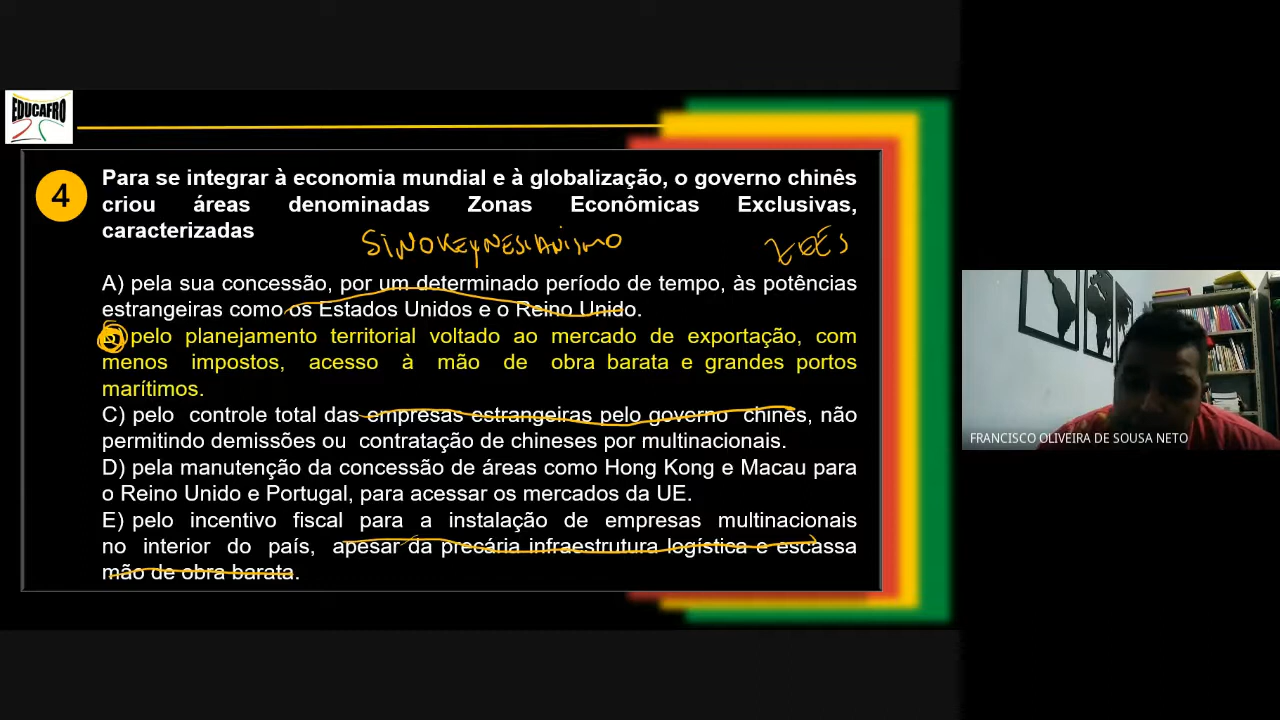 EDUCAFRO
4
Para se integrar à economia mundial e à globalização, o governo chinês
criou áreas denominadas Zonas Econômicas Exclusivas,
caracterizadas
SINOKEYNESIANISMO
A) pela sua concessão, por um determinado período de tempo, às potências
estrangeiras como os Estados Unidos e o Reino Unido.
B) pelo planejamento territorial voltado ao mercado de exportação, com
menos impostos, acesso à mão de obra barata e grandes portos
marítimos.
C) pelo controle total das empresas estrangeiras pelo governo chinês, não
permitindo demissões ou contratação de chineses por multinacionais.
D) pela manutenção da concessão de áreas como Hong Kong e Macau para
o Reino Unido e Portugal, para acessar os mercados da UE.
E) pelo incentivo fiscal para a instalação de empresas multinacionais
no interior do país, apesar da precária infraestrutura logística e escassa
mão de obra barata.
FRANCISCO OLIVEIRA DE SOUSA NETO